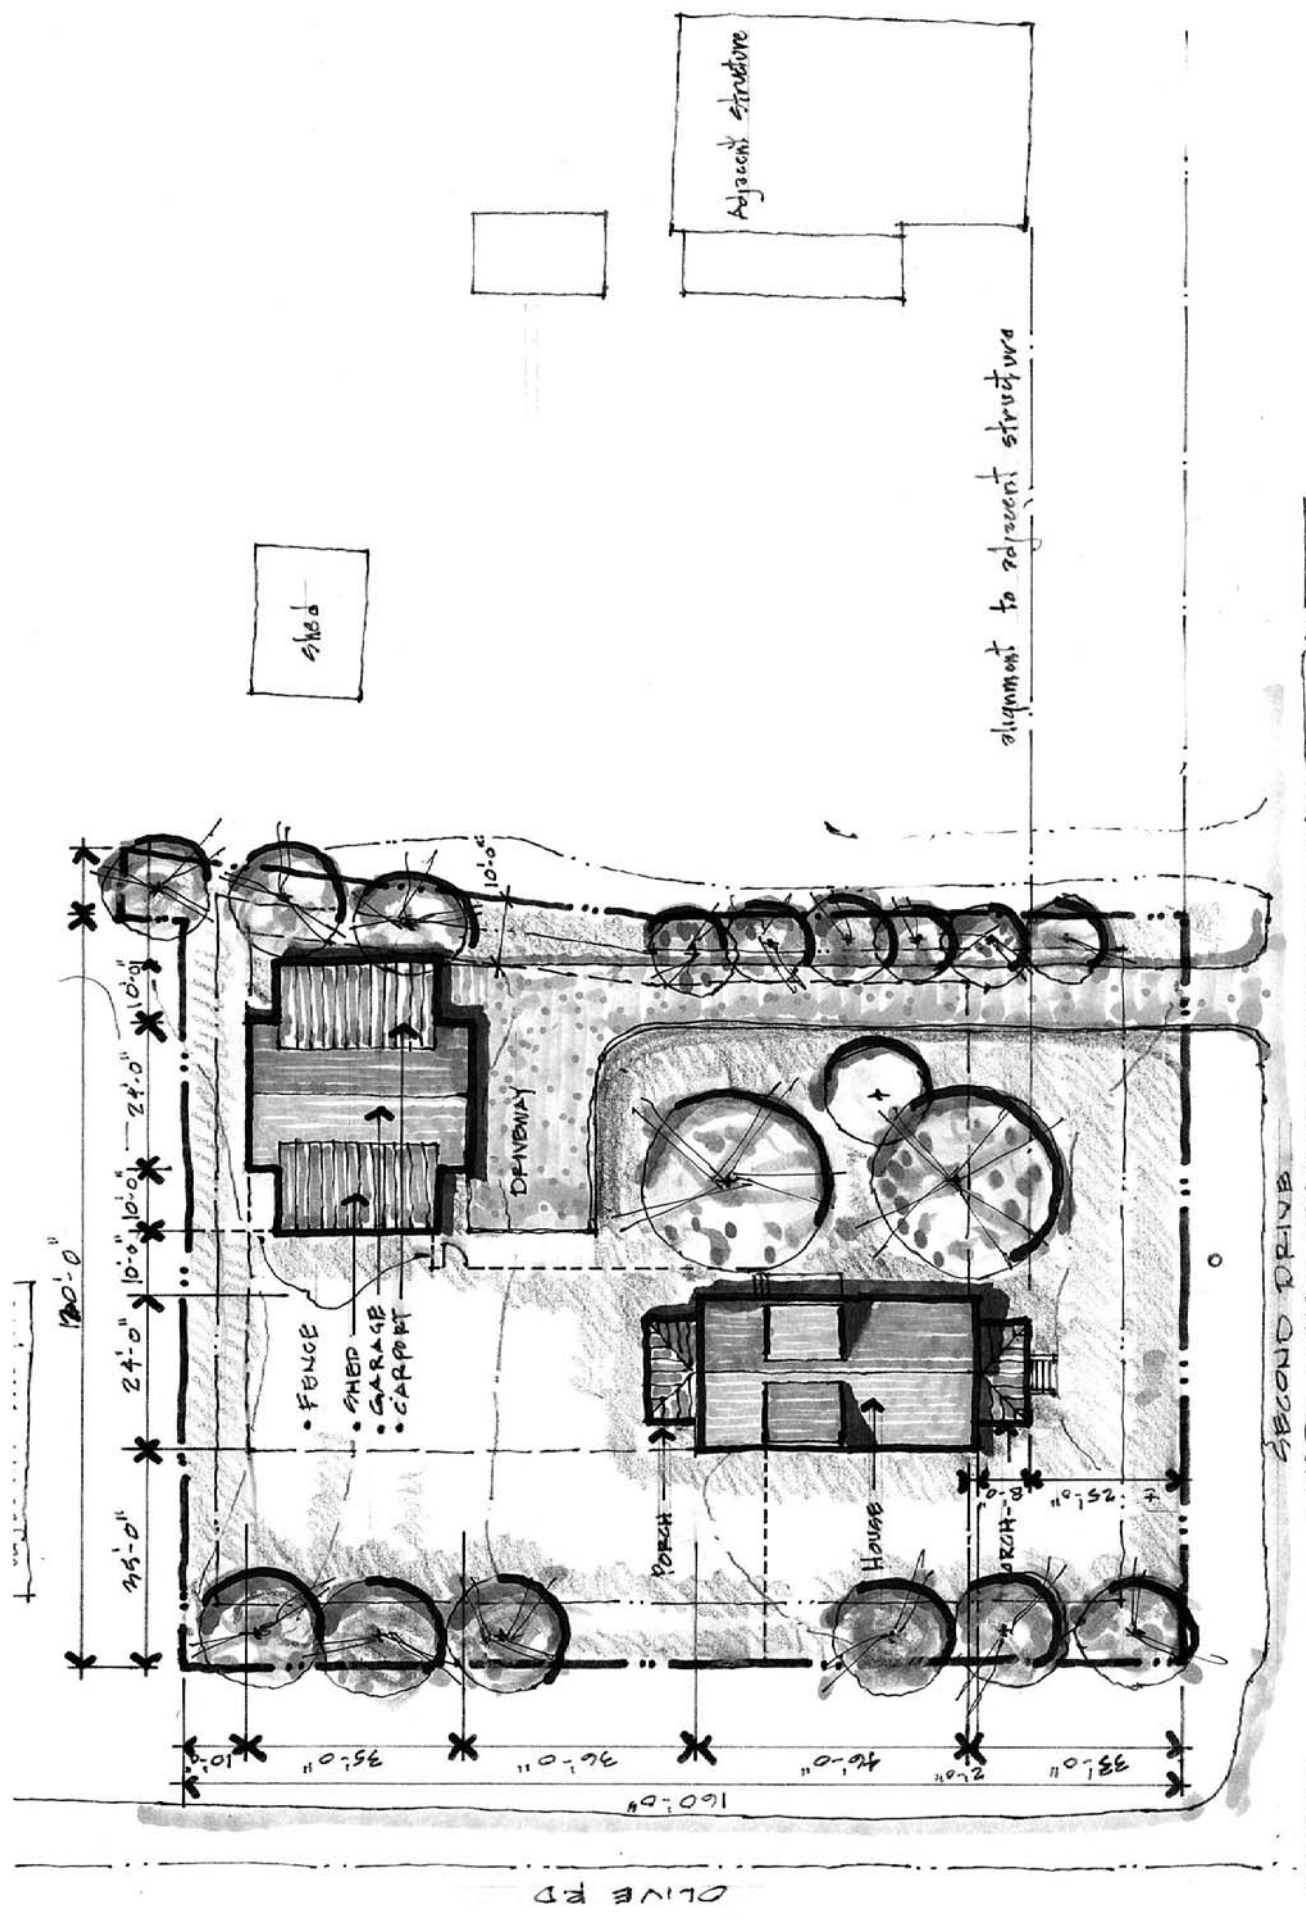 Adjacent structure
shed
alignment to adjacent structure
10'-0"
24'-0"
10'-0"
10'-0"
24'-0"
35'-0"
10'-0"
DRIVEWAY
• FENCE
• SHED
• GARAGE
• CARPORT
PORCH
HOUSE
PORCH
8'-0"
25'-0"
10'-0"
35'-0"
36'-0"
46'-0"
2'-0"
33'-0"
160'-0"
SECOND DRIVE
OLIVE RD